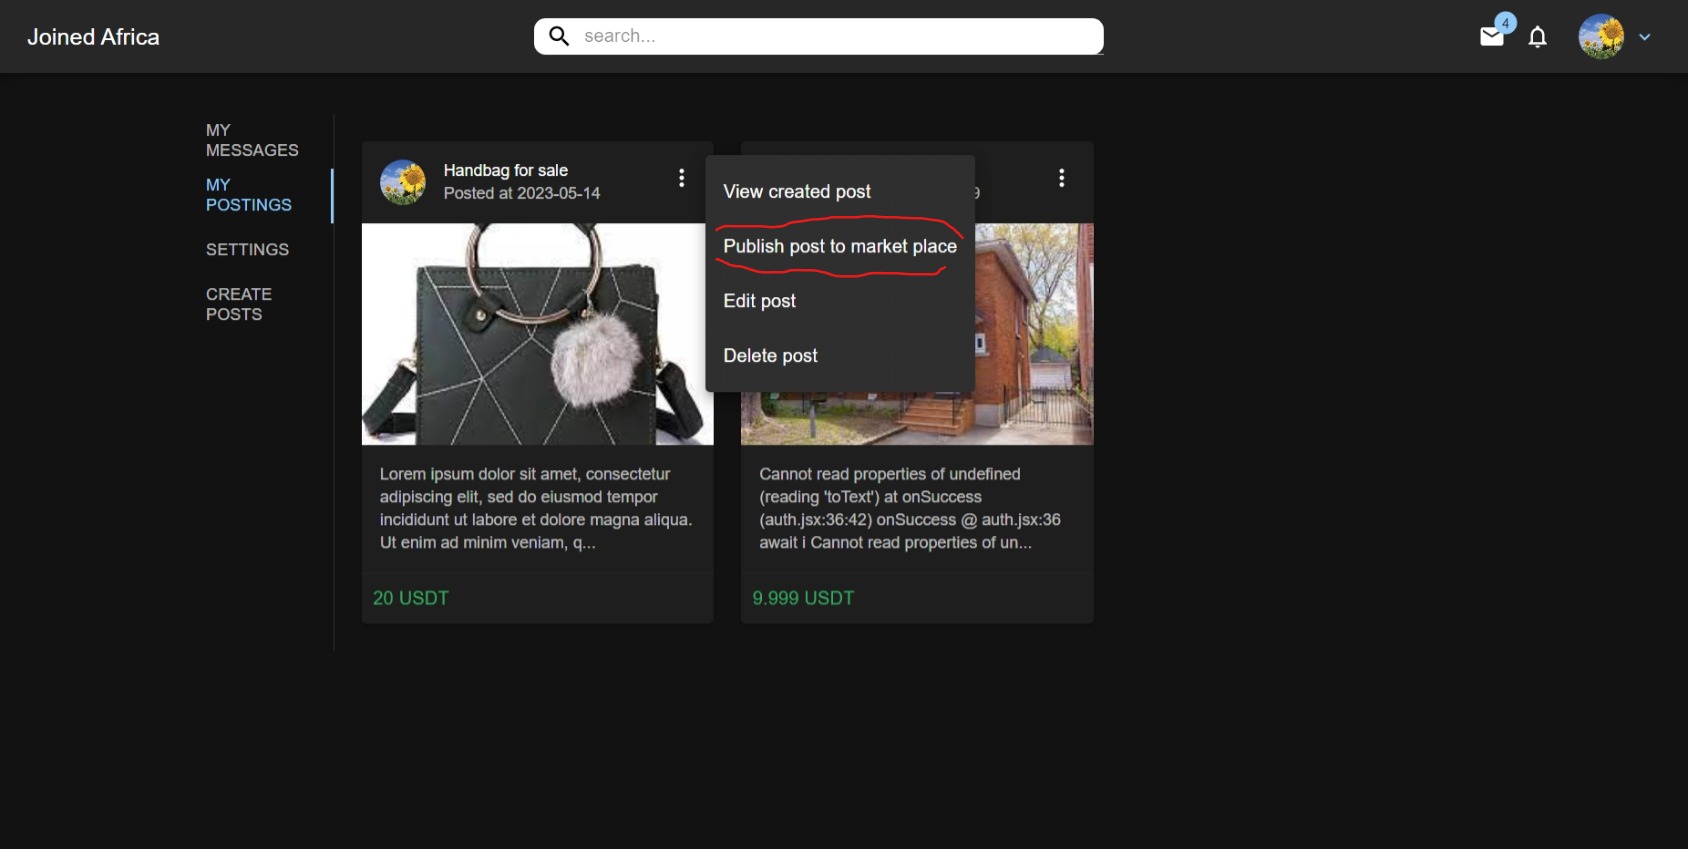 Joined Africa
search...
4
MY
MESSAGES
MY
POSTINGS
SETTINGS
CREATE
POSTS
Handbag for sale
Posted at 2023-05-14
View created post
Publish post to market place
Edit post
Delete post
9
Lorem ipsum dolor sit amet, consectetur
adipiscing elit, sed do eiusmod tempor
incididunt ut labore et dolore magna aliqua.
Ut enim ad minim veniam, q...
20 USDT
Cannot read properties of undefined
(reading 'toText') at onSuccess
(auth.jsx:36:42) onSuccess @ auth.jsx:36
await i Cannot read properties of un...
9.999 USDT